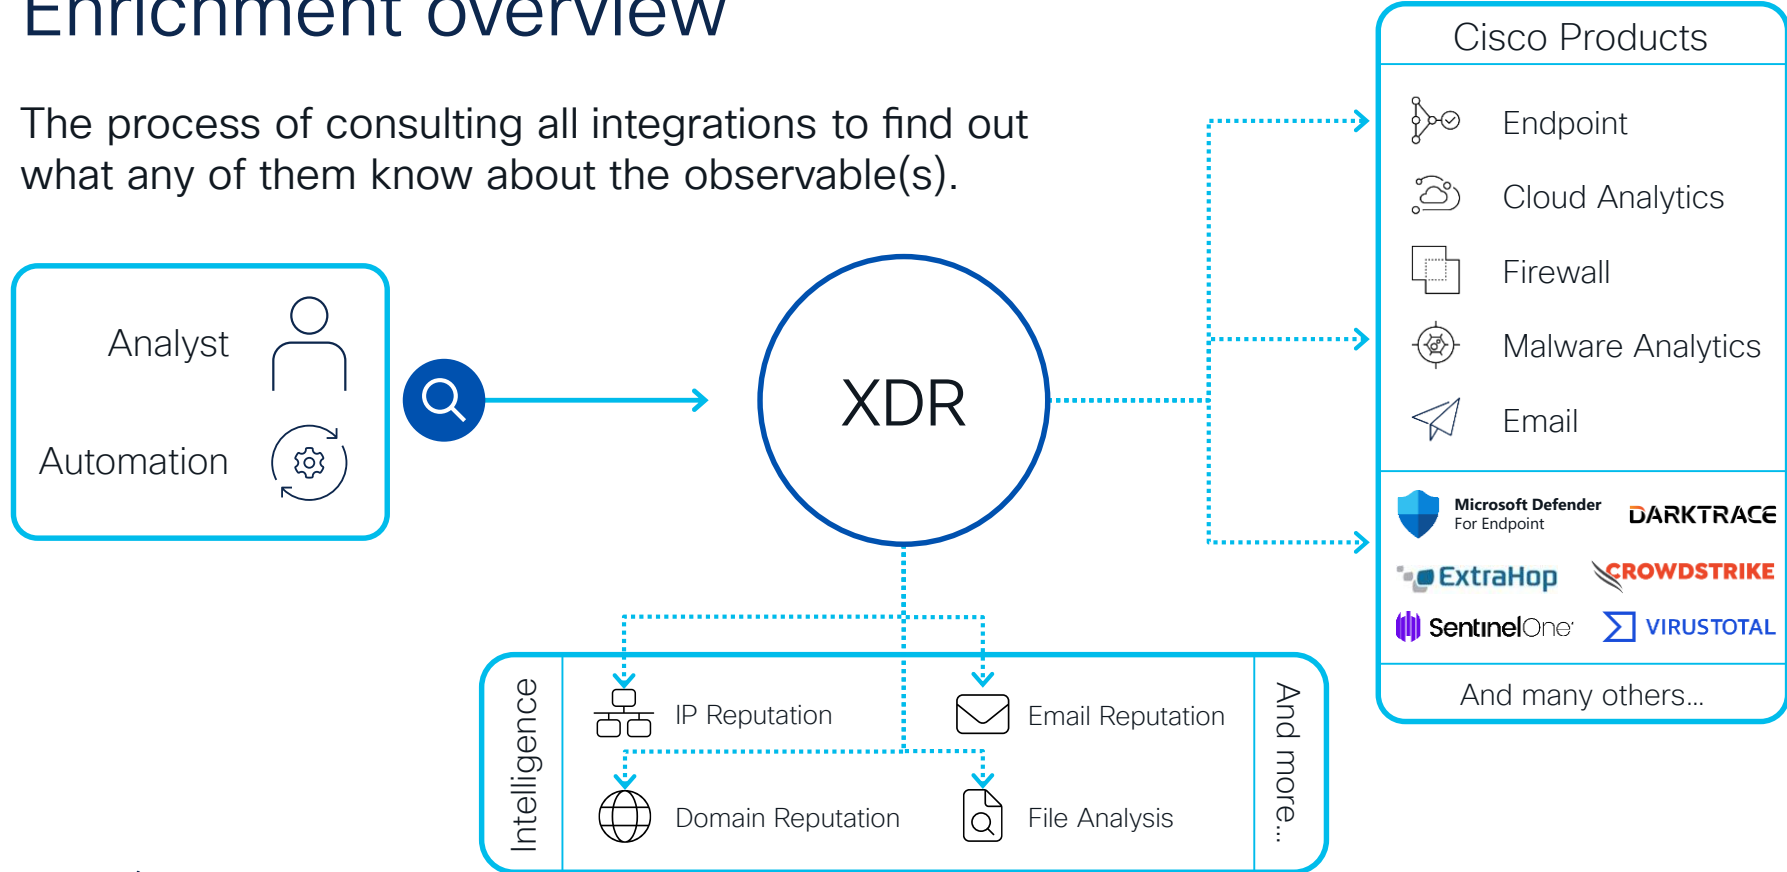 Enrichment overview
The process of consulting all integrations to find out
what any of them know about the observable(s).
Analyst
Automation
XDR
Cisco Products
Endpoint
Cloud Analytics
Firewall
Malware Analytics
Email
Microsoft Defender
For Endpoint
DARKTRACE
ExtraHop
CROWDSTRIKE
SentinelOne
VIRUSTOTAL
And many others...
Intelligence
IP Reputation
Email Reputation
Domain Reputation
File Analysis
And more...